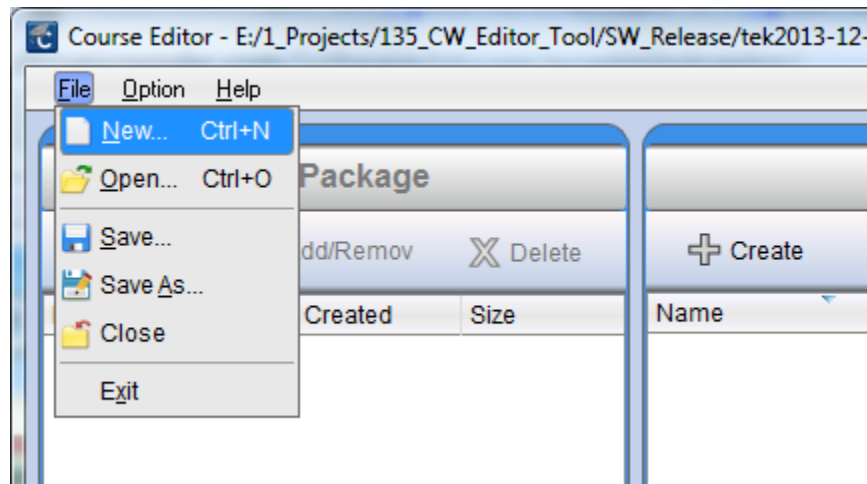 Course Editor - E:/1_Projects/135_CW_Editor_Tool/SW_Release/tek2013-12-
File Option Help
New... Ctrl+N
Open... Ctrl+O
Package
Save...
dd/Remov Delete
Create
Save As...
Created Size
Name
Close
Exit